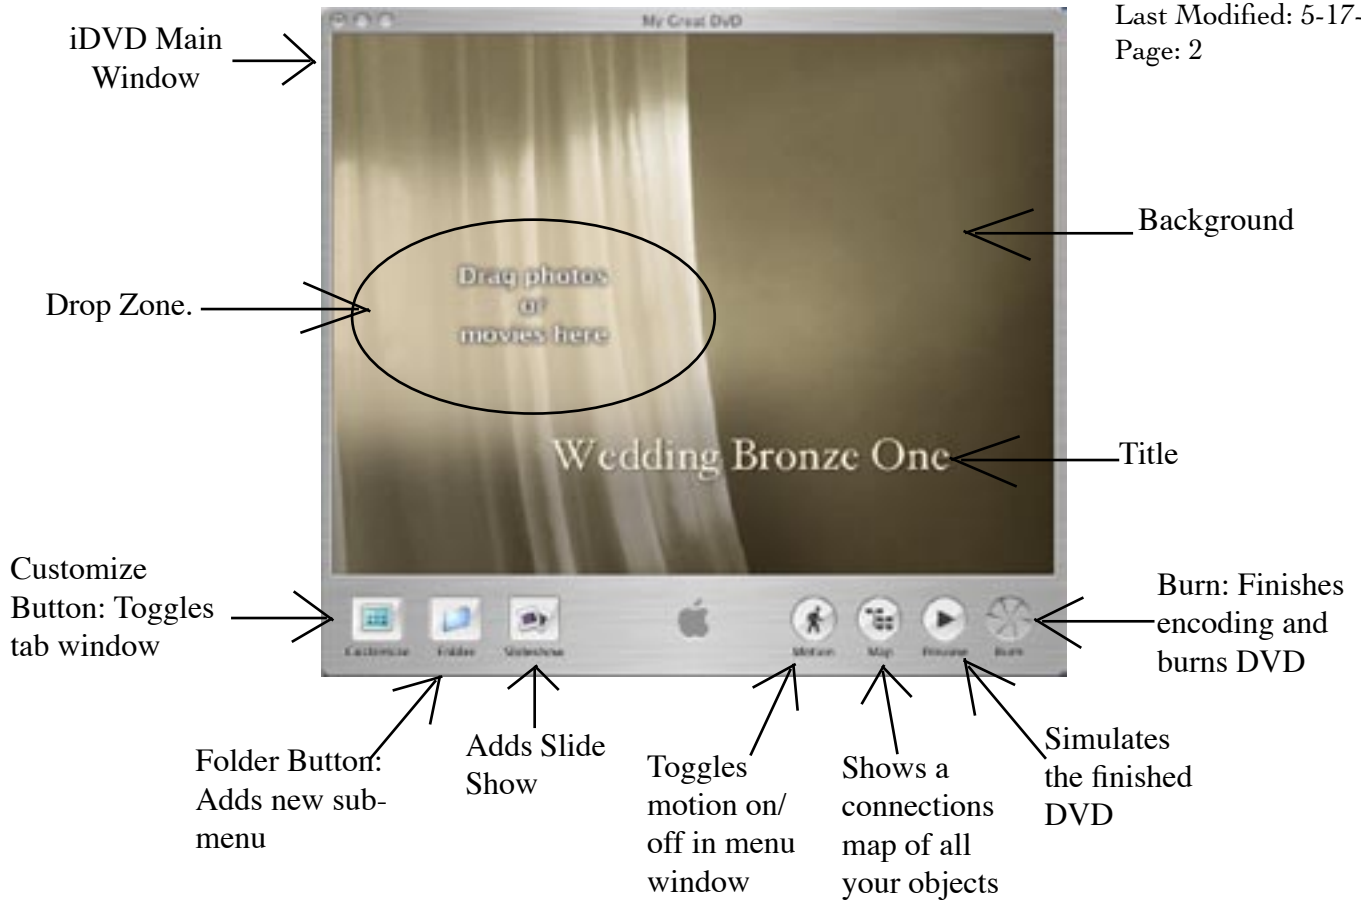 Last Modified: 5-17-
Page: 2
My Great DVD
iDVD Main
Window
Background
Drag photos
or
movies here
Drop Zone.
Wedding Bronze One
Title
Customize
Button: Toggles
tab window
Burn: Finishes
encoding and
burns DVD
Customize
Folder
Slideshow
Motion
Map
Preview
Burn
Folder Button:
Adds new sub-
menu
Adds Slide
Show
Toggles
motion on/
off in menu
window
Shows a
connections
map of all
your objects
Simulates
the finished
DVD